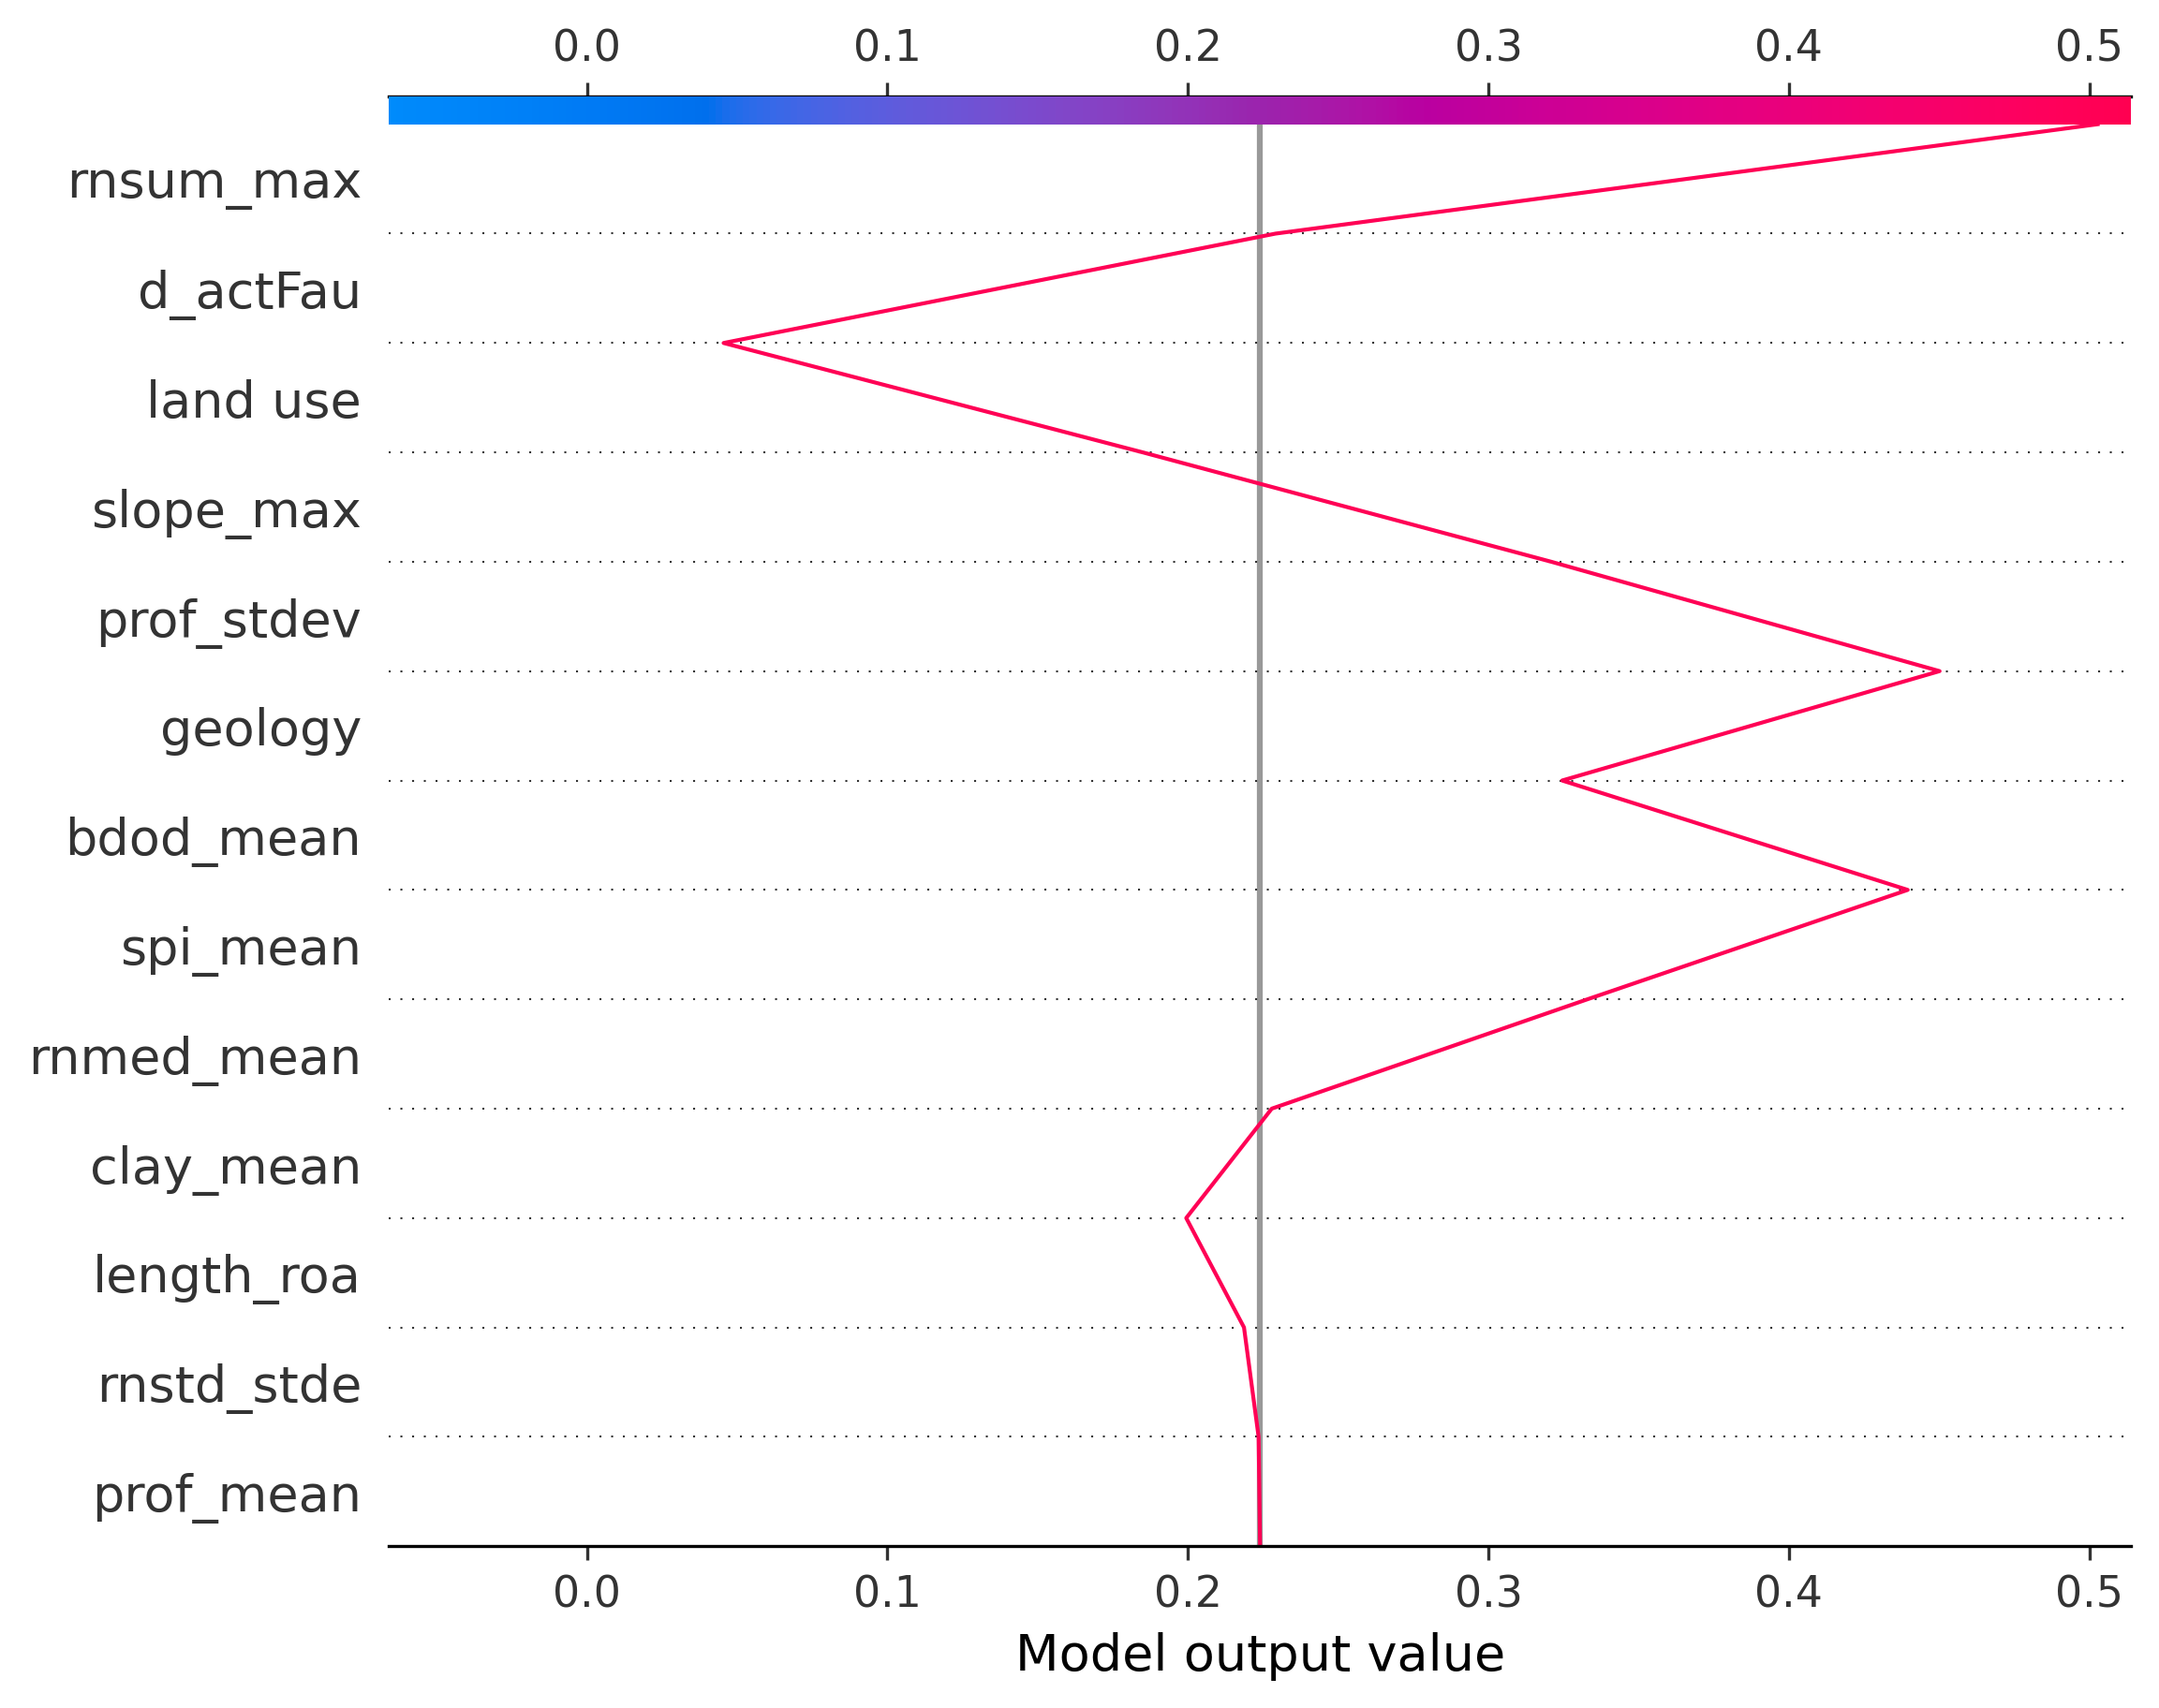 0.0 0.1 0.2 0.3 0.4 0.5
rnsum_max
d_actFau
land use
slope_max
prof_stdev
geology
bdod_mean
spi_mean
rnmed_mean
clay_mean
length_roa
rnstd_stde
prof_mean
0.0 0.1 0.2 0.3 0.4 0.5
Model output value